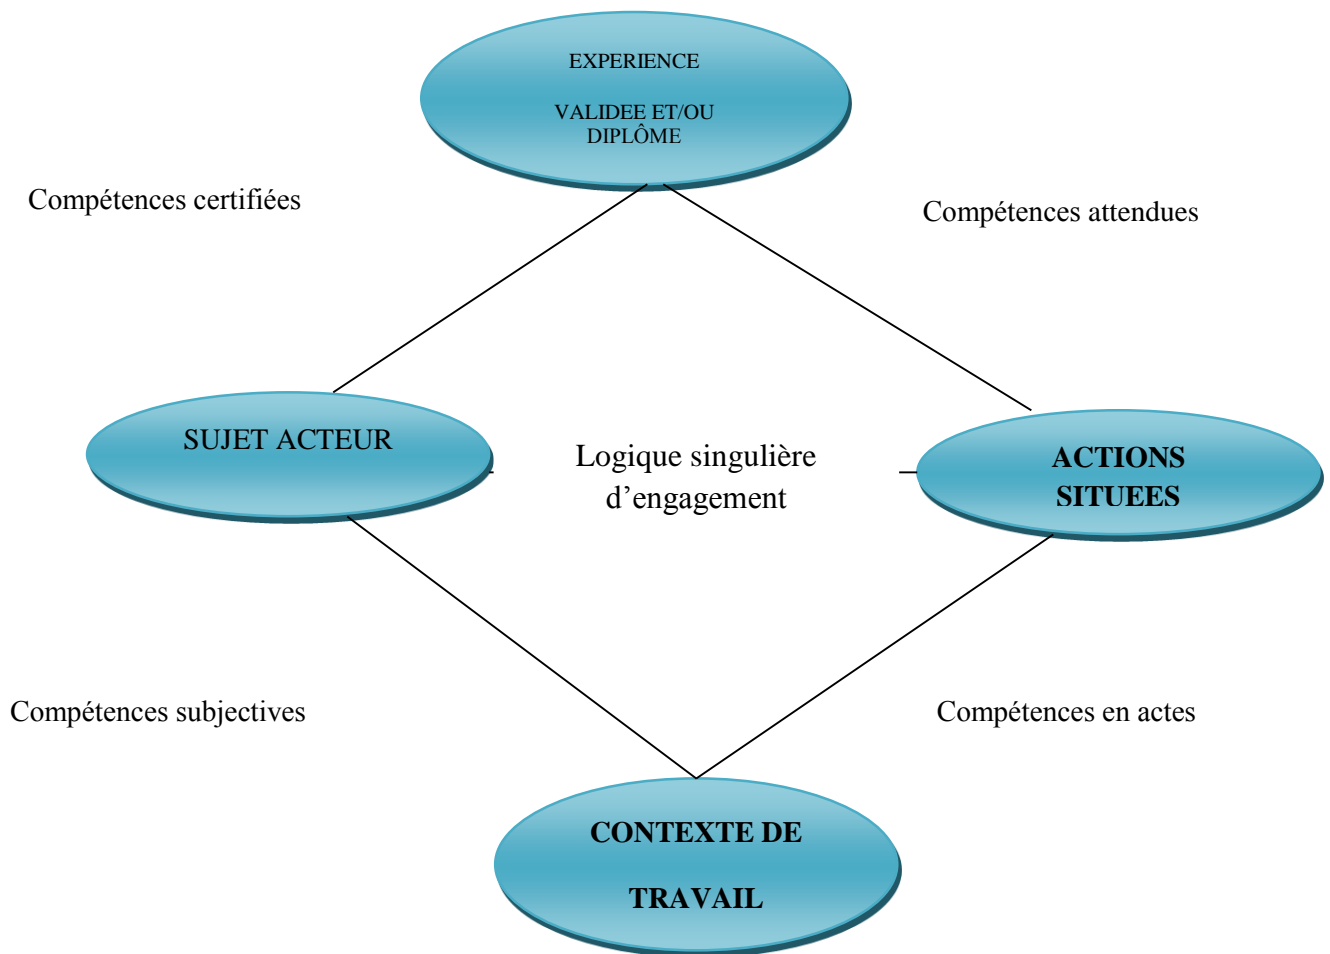 EXPERIENCE
VALIDEE ET/OU
DIPLÔME
Compétences certifiées
Compétences attendues
SUJET ACTEUR
Logique singulière
d’engagement
ACTIONS
SITUEES
Compétences subjectives
Compétences en actes
CONTEXTE DE
TRAVAIL